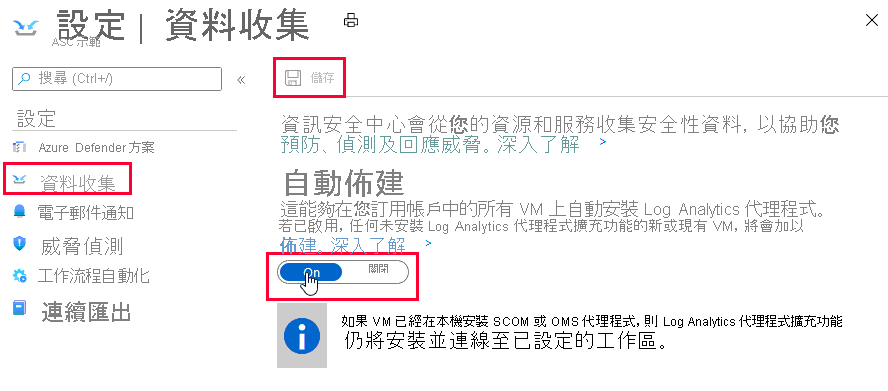 設定 | 資料收集
ASC 示範
搜尋 (Ctrl+/)
«
儲存
設定
Azure Defender 方案
資料收集
電子郵件通知
威脅偵測
工作流程自動化
連續匯出
資訊安全中心會從您的資源和服務收集安全性資料, 以協助您
預防、偵測及回應威脅。深入了解 >
自動佈建
這能夠在您訂用帳戶中的所有 VM 上自動安裝 Log Analytics 代理程式。
若已啟用, 任何未安裝 Log Analytics 代理程式擴充功能的新或現有 VM, 將會加以
佈建。深入了解 >
On 關閉
如果 VM 已經在本機安裝 SCOM 或 OMS 代理程式, 則 Log Analytics 代理程式擴充功能
仍將安裝並連線至已設定的工作區。